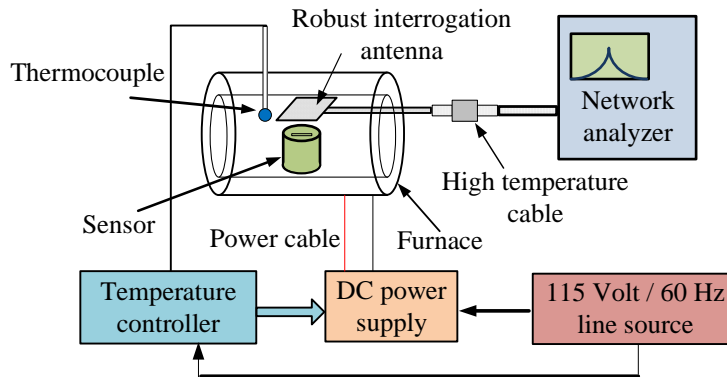 Robust interrogation
antenna
Thermocouple
Network
analyzer
High temperature
cable
Sensor
Power cable
Furnace
Temperature
controller
DC power
supply
115 Volt / 60 Hz
line source